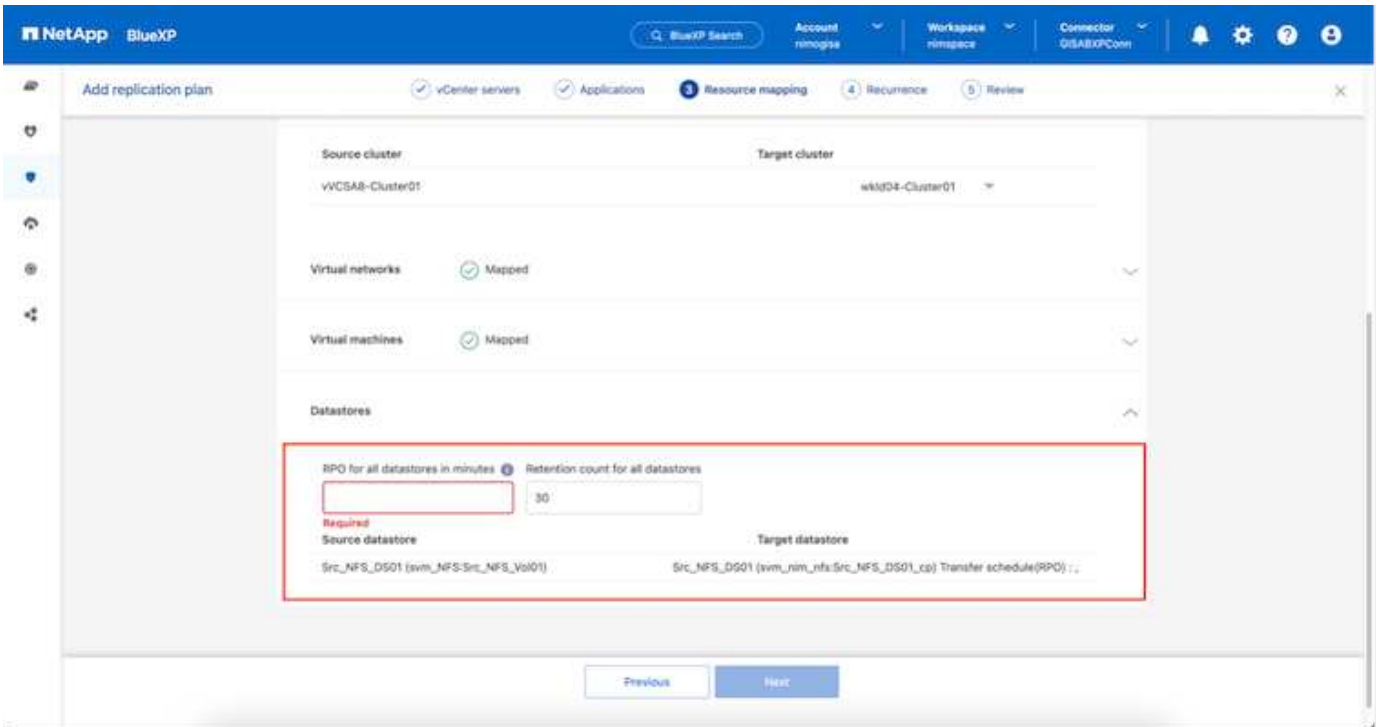 NetApp BlueXP
BlueXP Search
Account
nimogisa
Workspace
nimspace
Connector
GISABXPConn
Add replication plan
vCenter servers
Applications
3 Resource mapping
4 Recurrence
5 Review
Source cluster Target cluster
vVCSA8-Cluster01 wkld04-Cluster01
Virtual networks Mapped
Virtual machines Mapped
Datastores
RPO for all datastores in minutes i Retention count for all datastores
30
Required
Source datastore Target datastore
Src_NFS_DS01 (svm_NFS:Src_NFS_Vol01) Src_NFS_DS01 (svm_nim_nfs:Src_NFS_DS01_cp) Transfer schedule(RPO) : ,
Previous Next